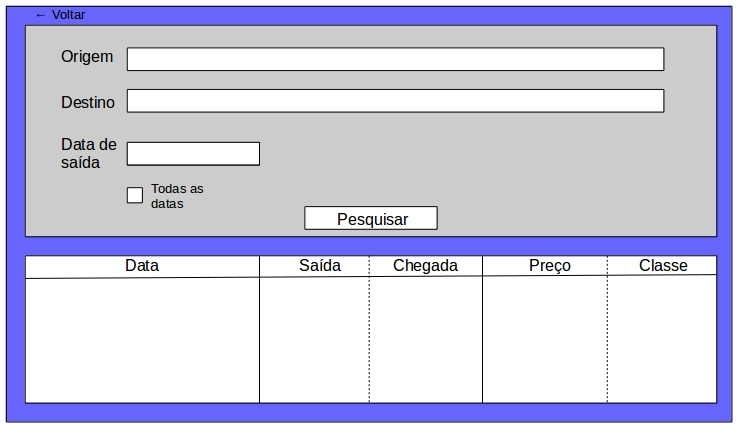 ← Voltar
Origem
Destino
Data de
saída
Todas as
datas
Pesquisar
Data Saída Chegada Preço Classe